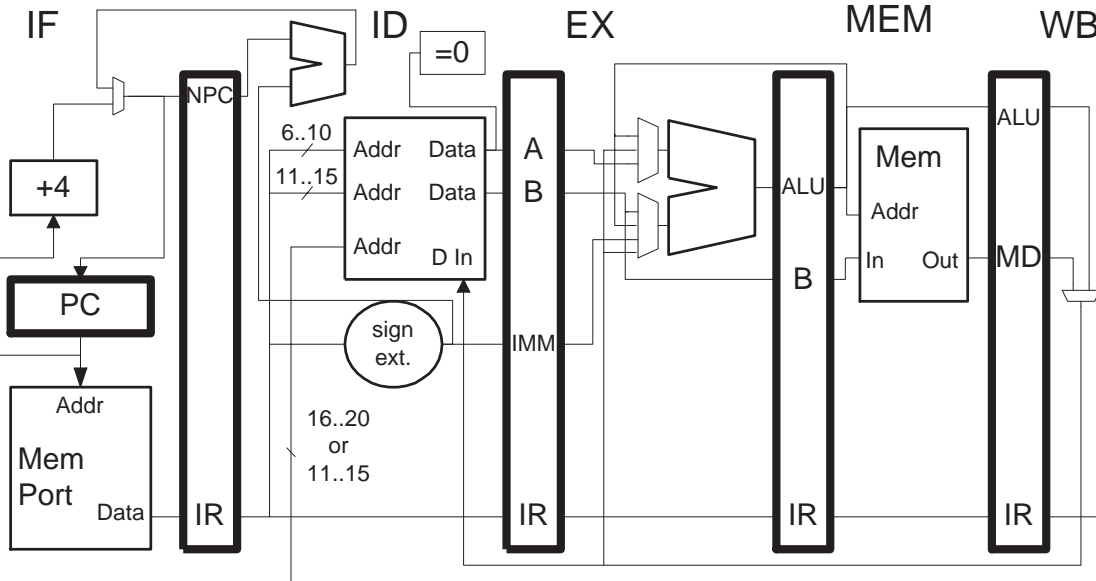 IF
ID
EX
MEM
WB
=0
NPC
+4
PC
Addr
Mem
Port
Data
IR
6..10
11..15
Addr
Data
Addr
Data
Addr
D In
sign
ext.
16..20
or
11..15
A
B
IMM
IR
ALU
B
IR
Mem
Addr
In
Out
ALU
MD
IR